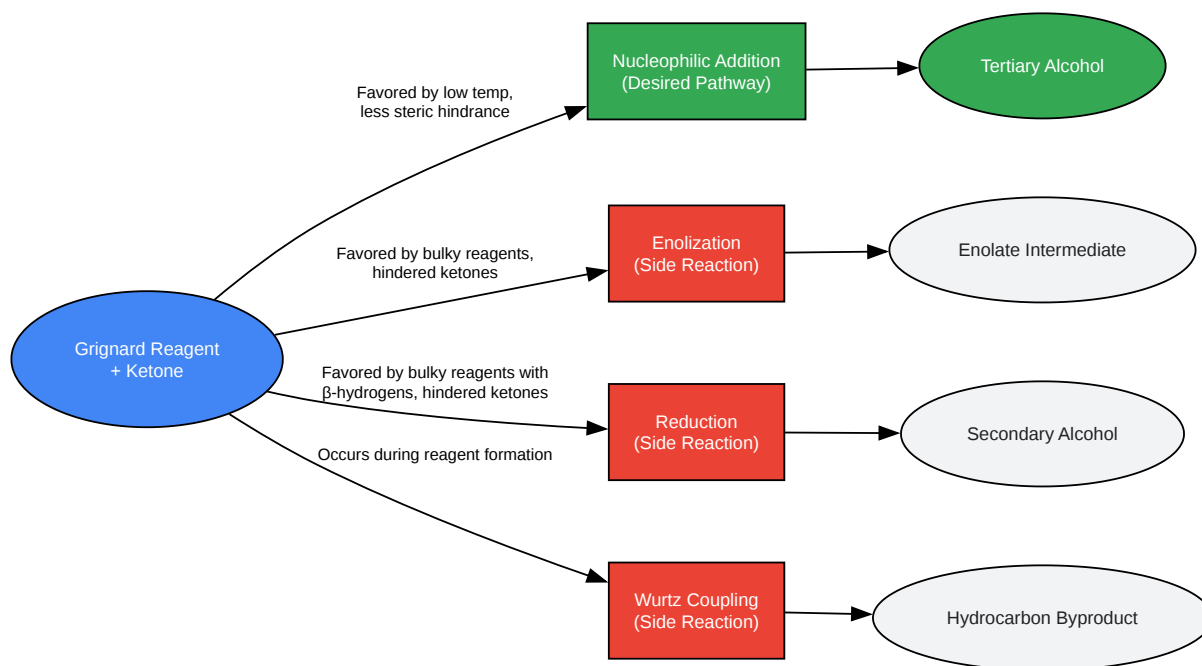 Nucleophilic Addition
(Desired Pathway)
Tertiary Alcohol
Favored by low temp,
less steric hindrance
Enolization
(Side Reaction)
Enolate Intermediate
Favored by bulky reagents,
hindered ketones
Grignard Reagent
+ Ketone
Favored by bulky reagents with
β-hydrogens, hindered ketones
Reduction
(Side Reaction)
Secondary Alcohol
Occurs during reagent formation
Wurtz Coupling
(Side Reaction)
Hydrocarbon Byproduct